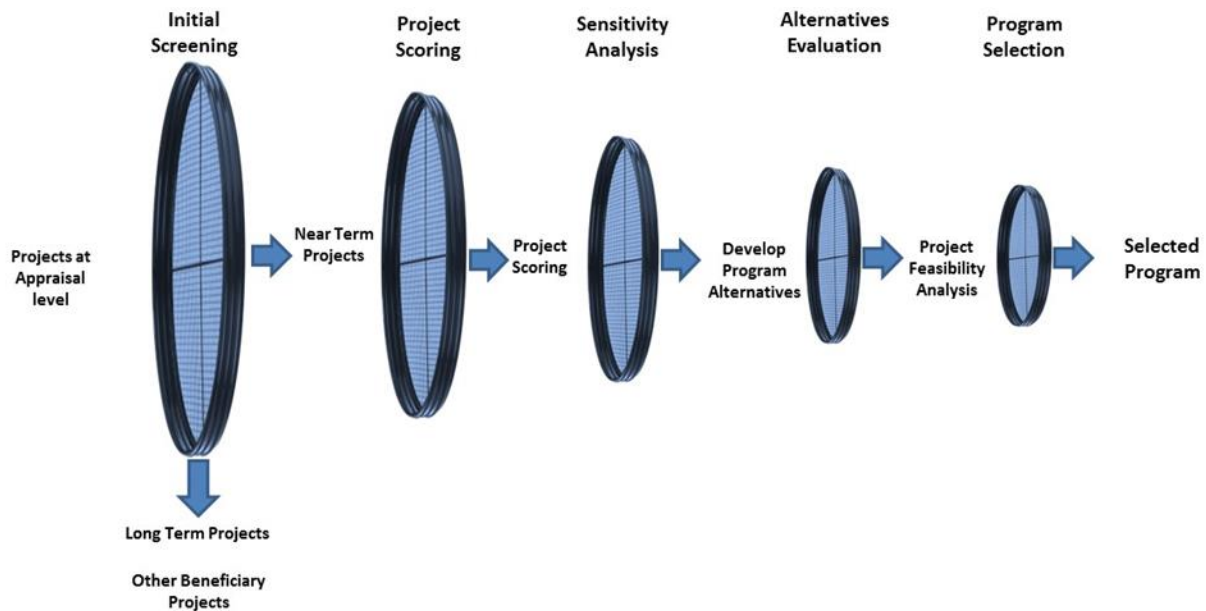 Initial
Screening
Project
Scoring
Sensitivity
Analysis
Alternatives
Evaluation
Program
Selection
Projects at
Appraisal
level
Near Term
Projects
Project
Scoring
Develop
Program
Alternatives
Project
Feasibility
Analysis
Selected
Program
Long Term Projects
Other Beneficiary
Projects